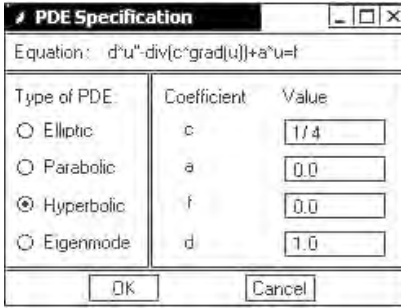 PDE Specification
Equation: d*u''-div(c*grad(u))+a*u=f
Type of PDE: Coefficient Value
Elliptic c 1/4
Parabolic a 0.0
Hyperbolic f 0.0
Eigenmode d 1.0
OK Cancel